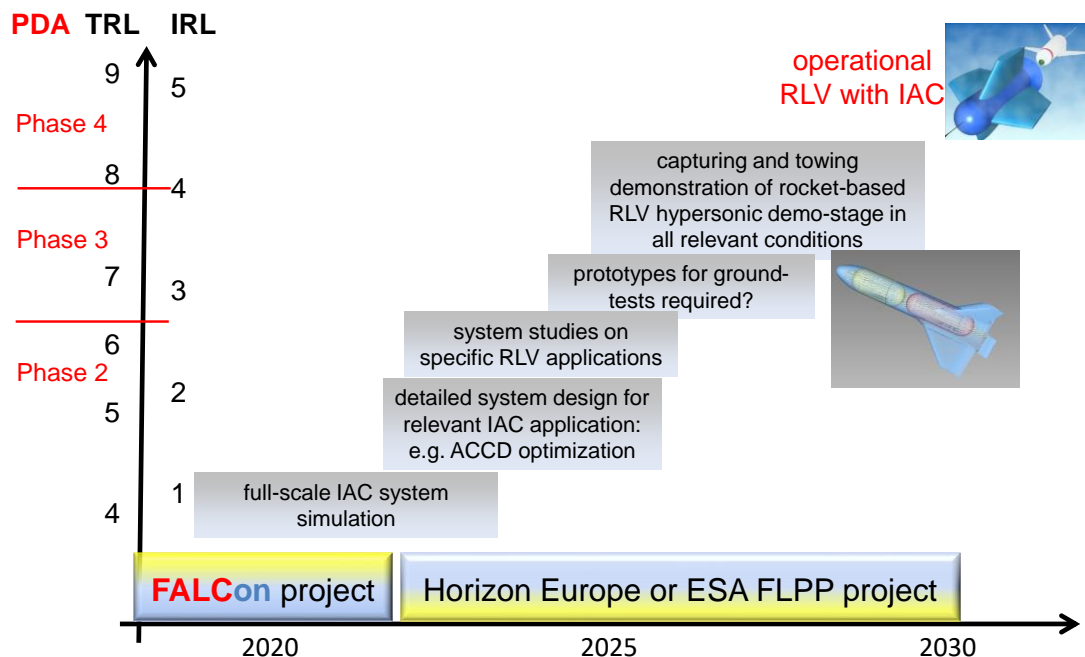 PDA TRL IRL
9
5
operational
RLV with IAC
Phase 4
8
4
capturing and towing
demonstration of rocket-based
RLV hypersonic demo-stage in
all relevant conditions
Phase 3
7
3
prototypes for ground-
tests required?
6
system studies on
specific RLV applications
Phase 2
5
2
detailed system design for
relevant IAC application:
e.g. ACCD optimization
4
1
full-scale IAC system
simulation
FALCon project
Horizon Europe or ESA FLPP project
2020 2025 2030